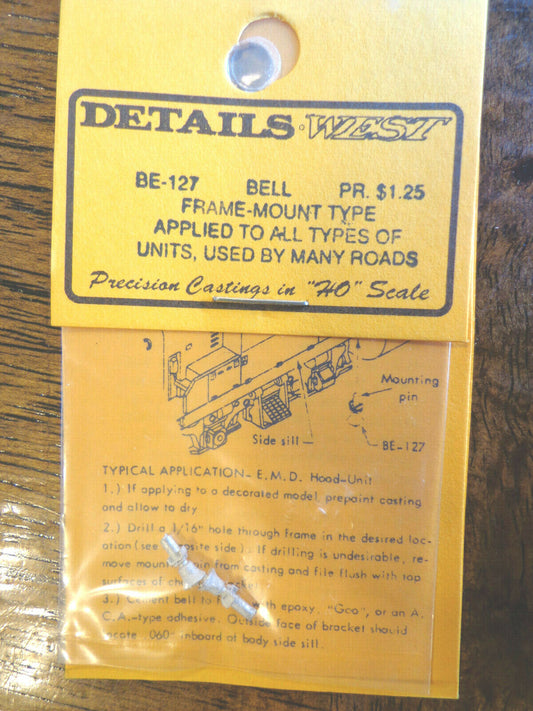 DETAILS WEST
BE-127 BELL PR. $1.25
FRAME-MOUNT TYPE
APPLIED TO ALL TYPES OF
UNITS, USED BY MANY ROADS
Precision Castings in "HO" Scale
Mounting
pin
Side sill
BE-127
TYPICAL APPLICATION- E.M.D. Hood-Unit
1.) If applying to a decorated model, prepaint casting
and allow to dry
2.) Drill a 1/16" hole through frame in the desired loc-
ation (see site side). If drilling is undesirable, re-
move mount pin from casting and file flush with top
surfaces of
3.) Cement bell to with epoxy. "Goo", or an A.
C.A.-type adhesive. Outside face of bracket should
locate .060" inboard of body side sill.